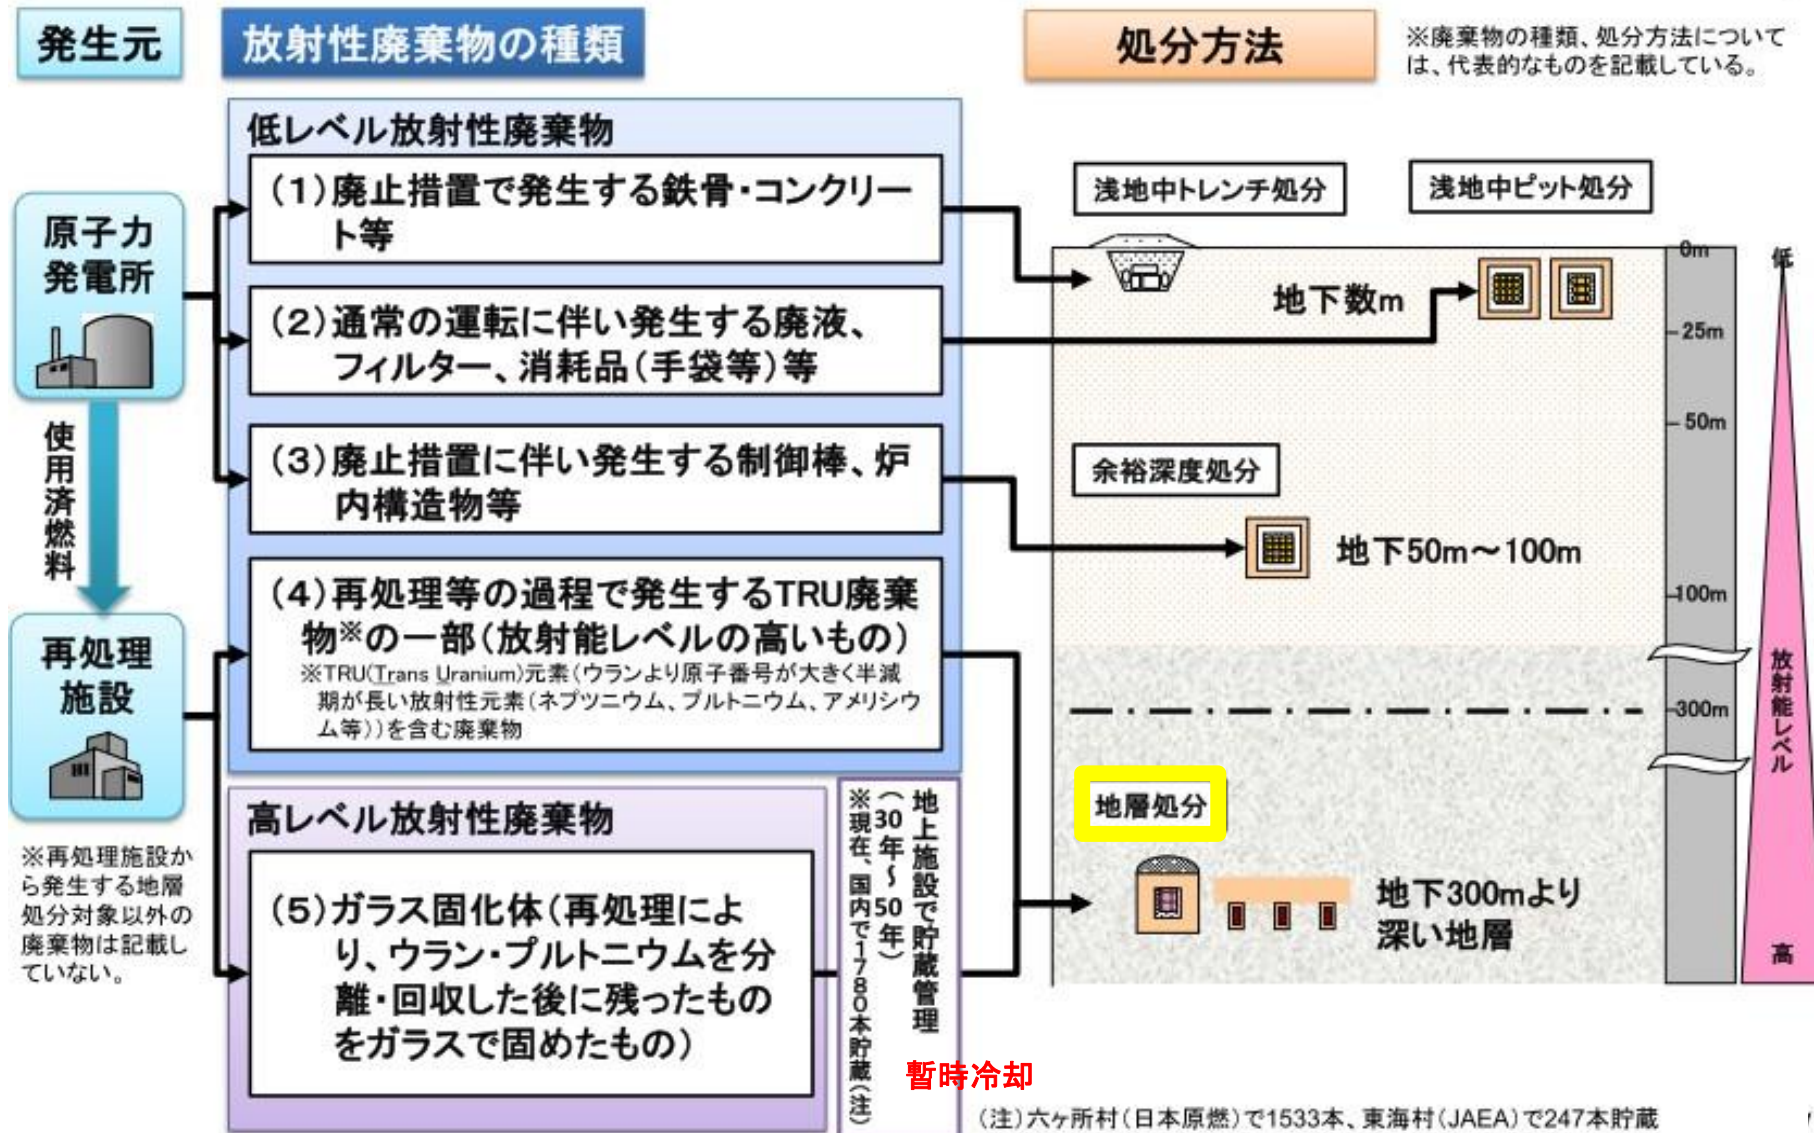 発生元
放射性廃棄物の種類
処分方法
※廃棄物の種類、処分方法について
は、代表的なものを記載している。
低レベル放射性廃棄物
(1)廃止措置で発生する鉄骨・コンクリー
ト等
(2)通常の運転に伴い発生する廃液、
フィルター、消耗品(手袋等)等
(3)廃止措置に伴い発生する制御棒、炉
内構造物等
(4)再処理等の過程で発生するTRU廃棄
物※の一部(放射能レベルの高いもの)
※TRU(Trans Uranium)元素(ウランより原子番号が大きく半減
期が長い放射性元素(ネプツニウム、プルトニウム、アメリシウ
ム等))を含む廃棄物
原子力
発電所
使用済燃料
再処理
施設
※再処理施設か
ら発生する地層
処分対象以外の
廃棄物は記載し
ていない。
高レベル放射性廃棄物
(5)ガラス固化体(再処理によ
り、ウラン・プルトニウムを分
離・回収した後に残ったもの
をガラスで固めたもの)
地上施設で貯蔵管理
(30年～50年)
※現在、国内で1780本貯蔵(注)
暫時冷却
浅地中トレンチ処分
浅地中ピット処分
地下数m
余裕深度処分
地下50m～100m
地層処分
地下300mより
深い地層
0m
25m
50m
100m
300m
低
放射能レベル
高
(注)六ヶ所村(日本原燃)で1533本、東海村(JAEA)で247本貯蔵